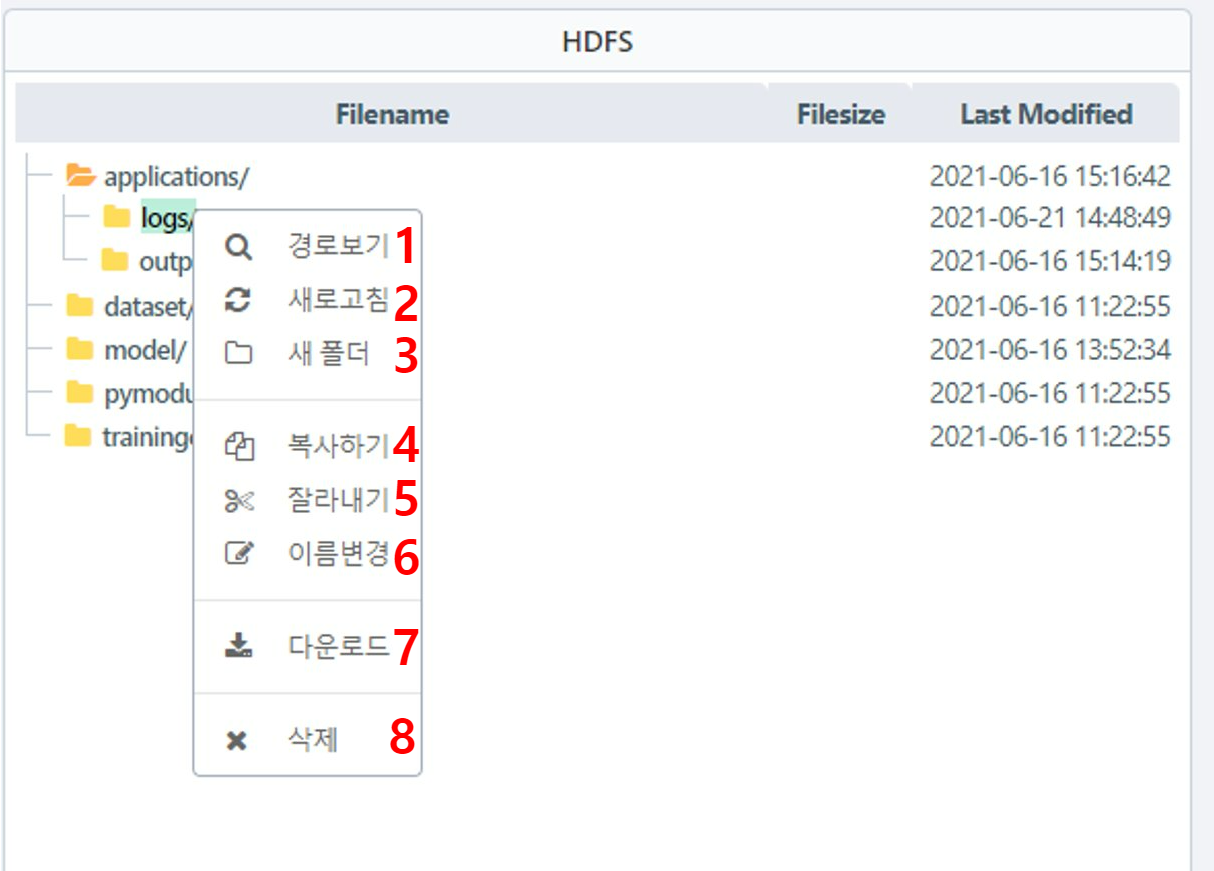 HDFS
Filename Filesize Last Modified
applications/ 2021-06-16 15:16:42
logs/ 2021-06-21 14:48:49
outp 2021-06-16 15:14:19
dataset/ 2021-06-16 11:22:55
model/ 2021-06-16 13:52:34
pymodu 2021-06-16 11:22:55
training 2021-06-16 11:22:55
경로보기 1
새로고침 2
새 폴더 3
복사하기 4
잘라내기 5
이름변경 6
다운로드 7
삭제 8